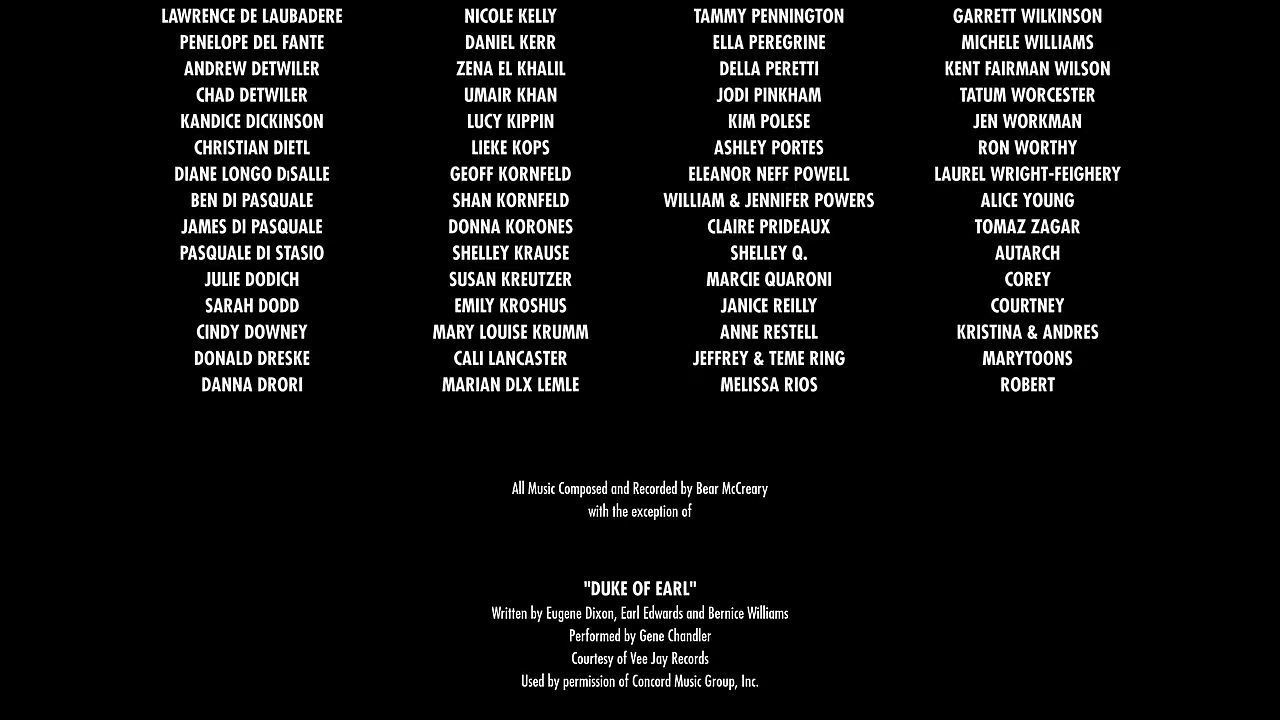 LAWRENCE DE LAUBADERE NICOLE KELLY TAMMY PENNINGTON GARRETT WILKINSON
PENELOPE DEL FANTE DANIEL KERR ELLA PEREGRINE MICHELE WILLIAMS
ANDREW DETWILER ZENA EL KHALIL DELLA PERETTI KENT FAIRMAN WILSON
CHAD DETWILER UMAIR KHAN JODI PINKHAM TATUM WORCESTER
KANDICE DICKINSON LUCY KIPPIN KIM POLESE JEN WORKMAN
CHRISTIAN DIETL LIEKE KOPS ASHLEY PORTES RON WORTHY
DIANE LONGO DiSALLE GEOFF KORNFELD ELEANOR NEFF POWELL LAUREL WRIGHT-FEIGHERY
BEN DI PASQUALE SHAN KORNFELD WILLIAM & JENNIFER POWERS ALICE YOUNG
JAMES DI PASQUALE DONNA KORONES CLAIRE PRIDEAUX TOMAZ ZAGAR
PASQUALE DI STASIO SHELLEY KRAUSE SHELLEY Q. AUTARCH
JULIE DODICH SUSAN KREUTZER MARCIE QUARONI COREY
SARAH DODD EMILY KROSHUS JANICE REILLY COURTNEY
CINDY DOWNEY MARY LOUISE KRUMM ANNE RESTELL KRISTINA & ANDRES
DONALD DRESKE CALI LANCASTER JEFFREY & TEME RING MARYTOONS
DANNA DRORI MARIAN DLX LEMLE MELISSA RIOS ROBERT
All Music Composed and Recorded by Bear McCreary
with the exception of
"DUKE OF EARL"
Written by Eugene Dixon, Earl Edwards and Bernice Williams
Performed by Gene Chandler
Courtesy of Vee Jay Records
Used by permission of Concord Music Group, Inc.